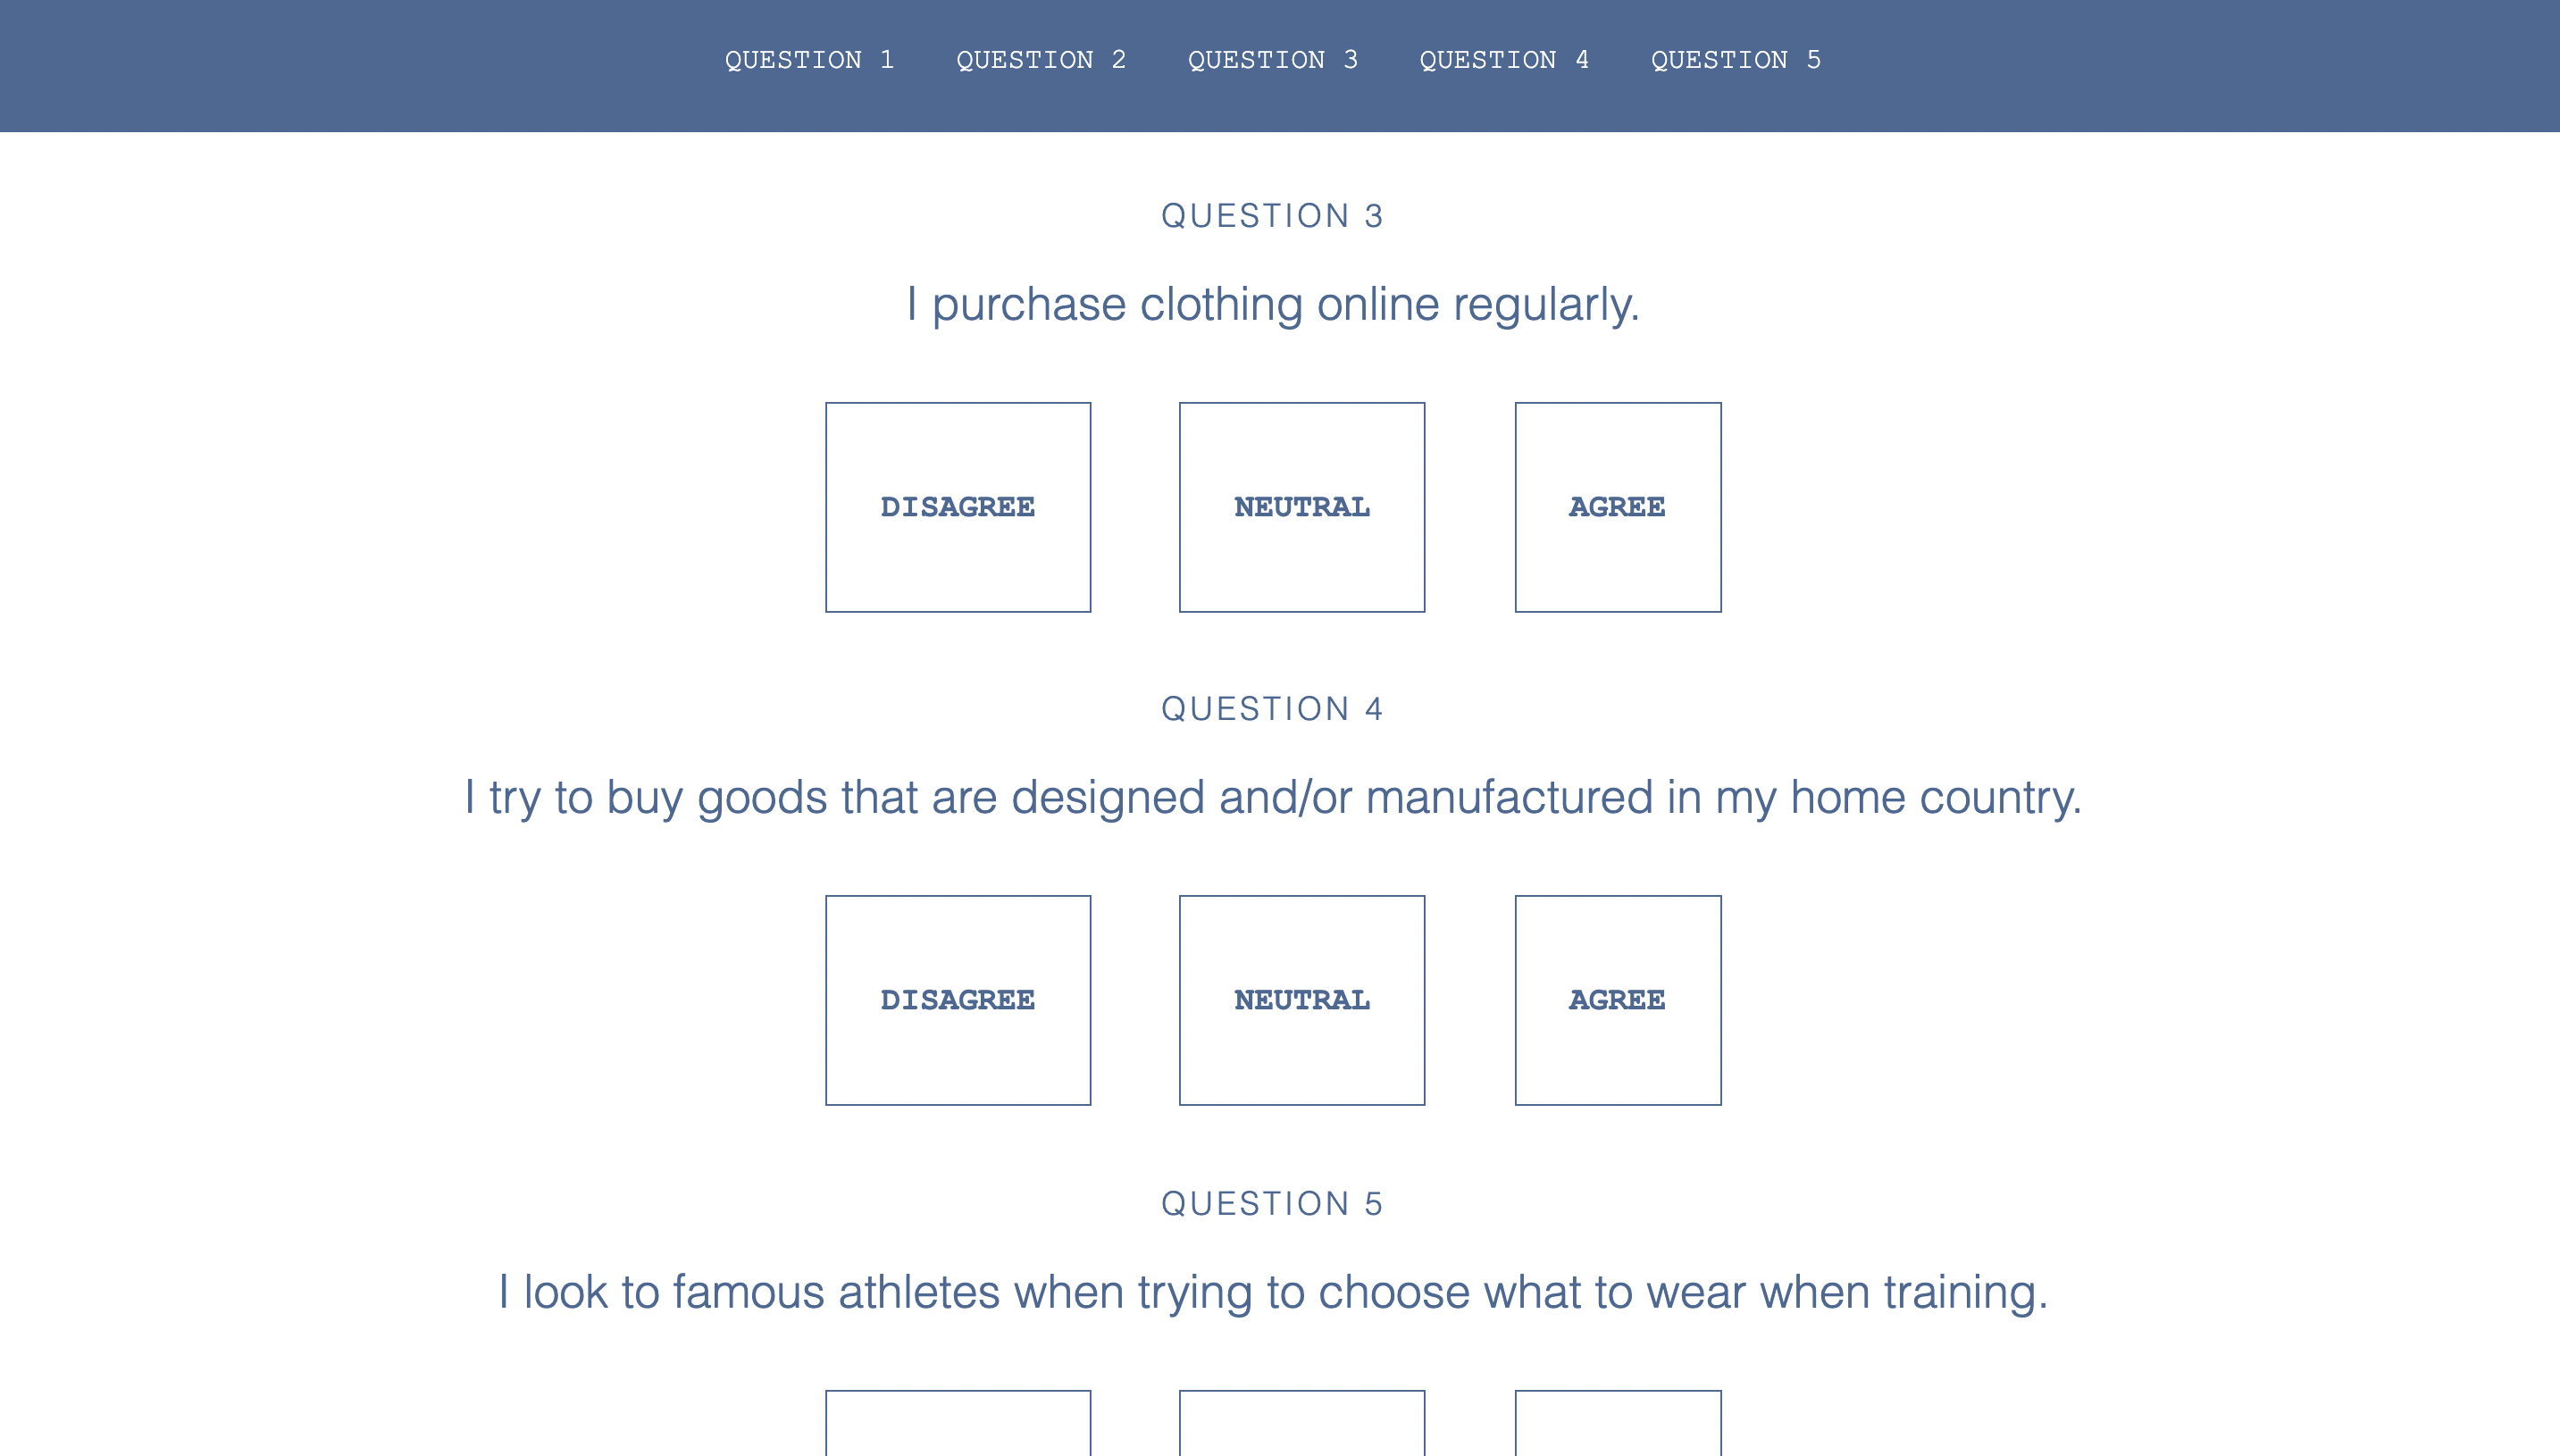 QUESTION 1 QUESTION 2 QUESTION 3 QUESTION 4 QUESTION 5
QUESTION 3
I purchase clothing online regularly.
DISAGREE NEUTRAL AGREE
QUESTION 4
I try to buy goods that are designed and/or manufactured in my home country.
DISAGREE NEUTRAL AGREE
QUESTION 5
I look to famous athletes when trying to choose what to wear when training.